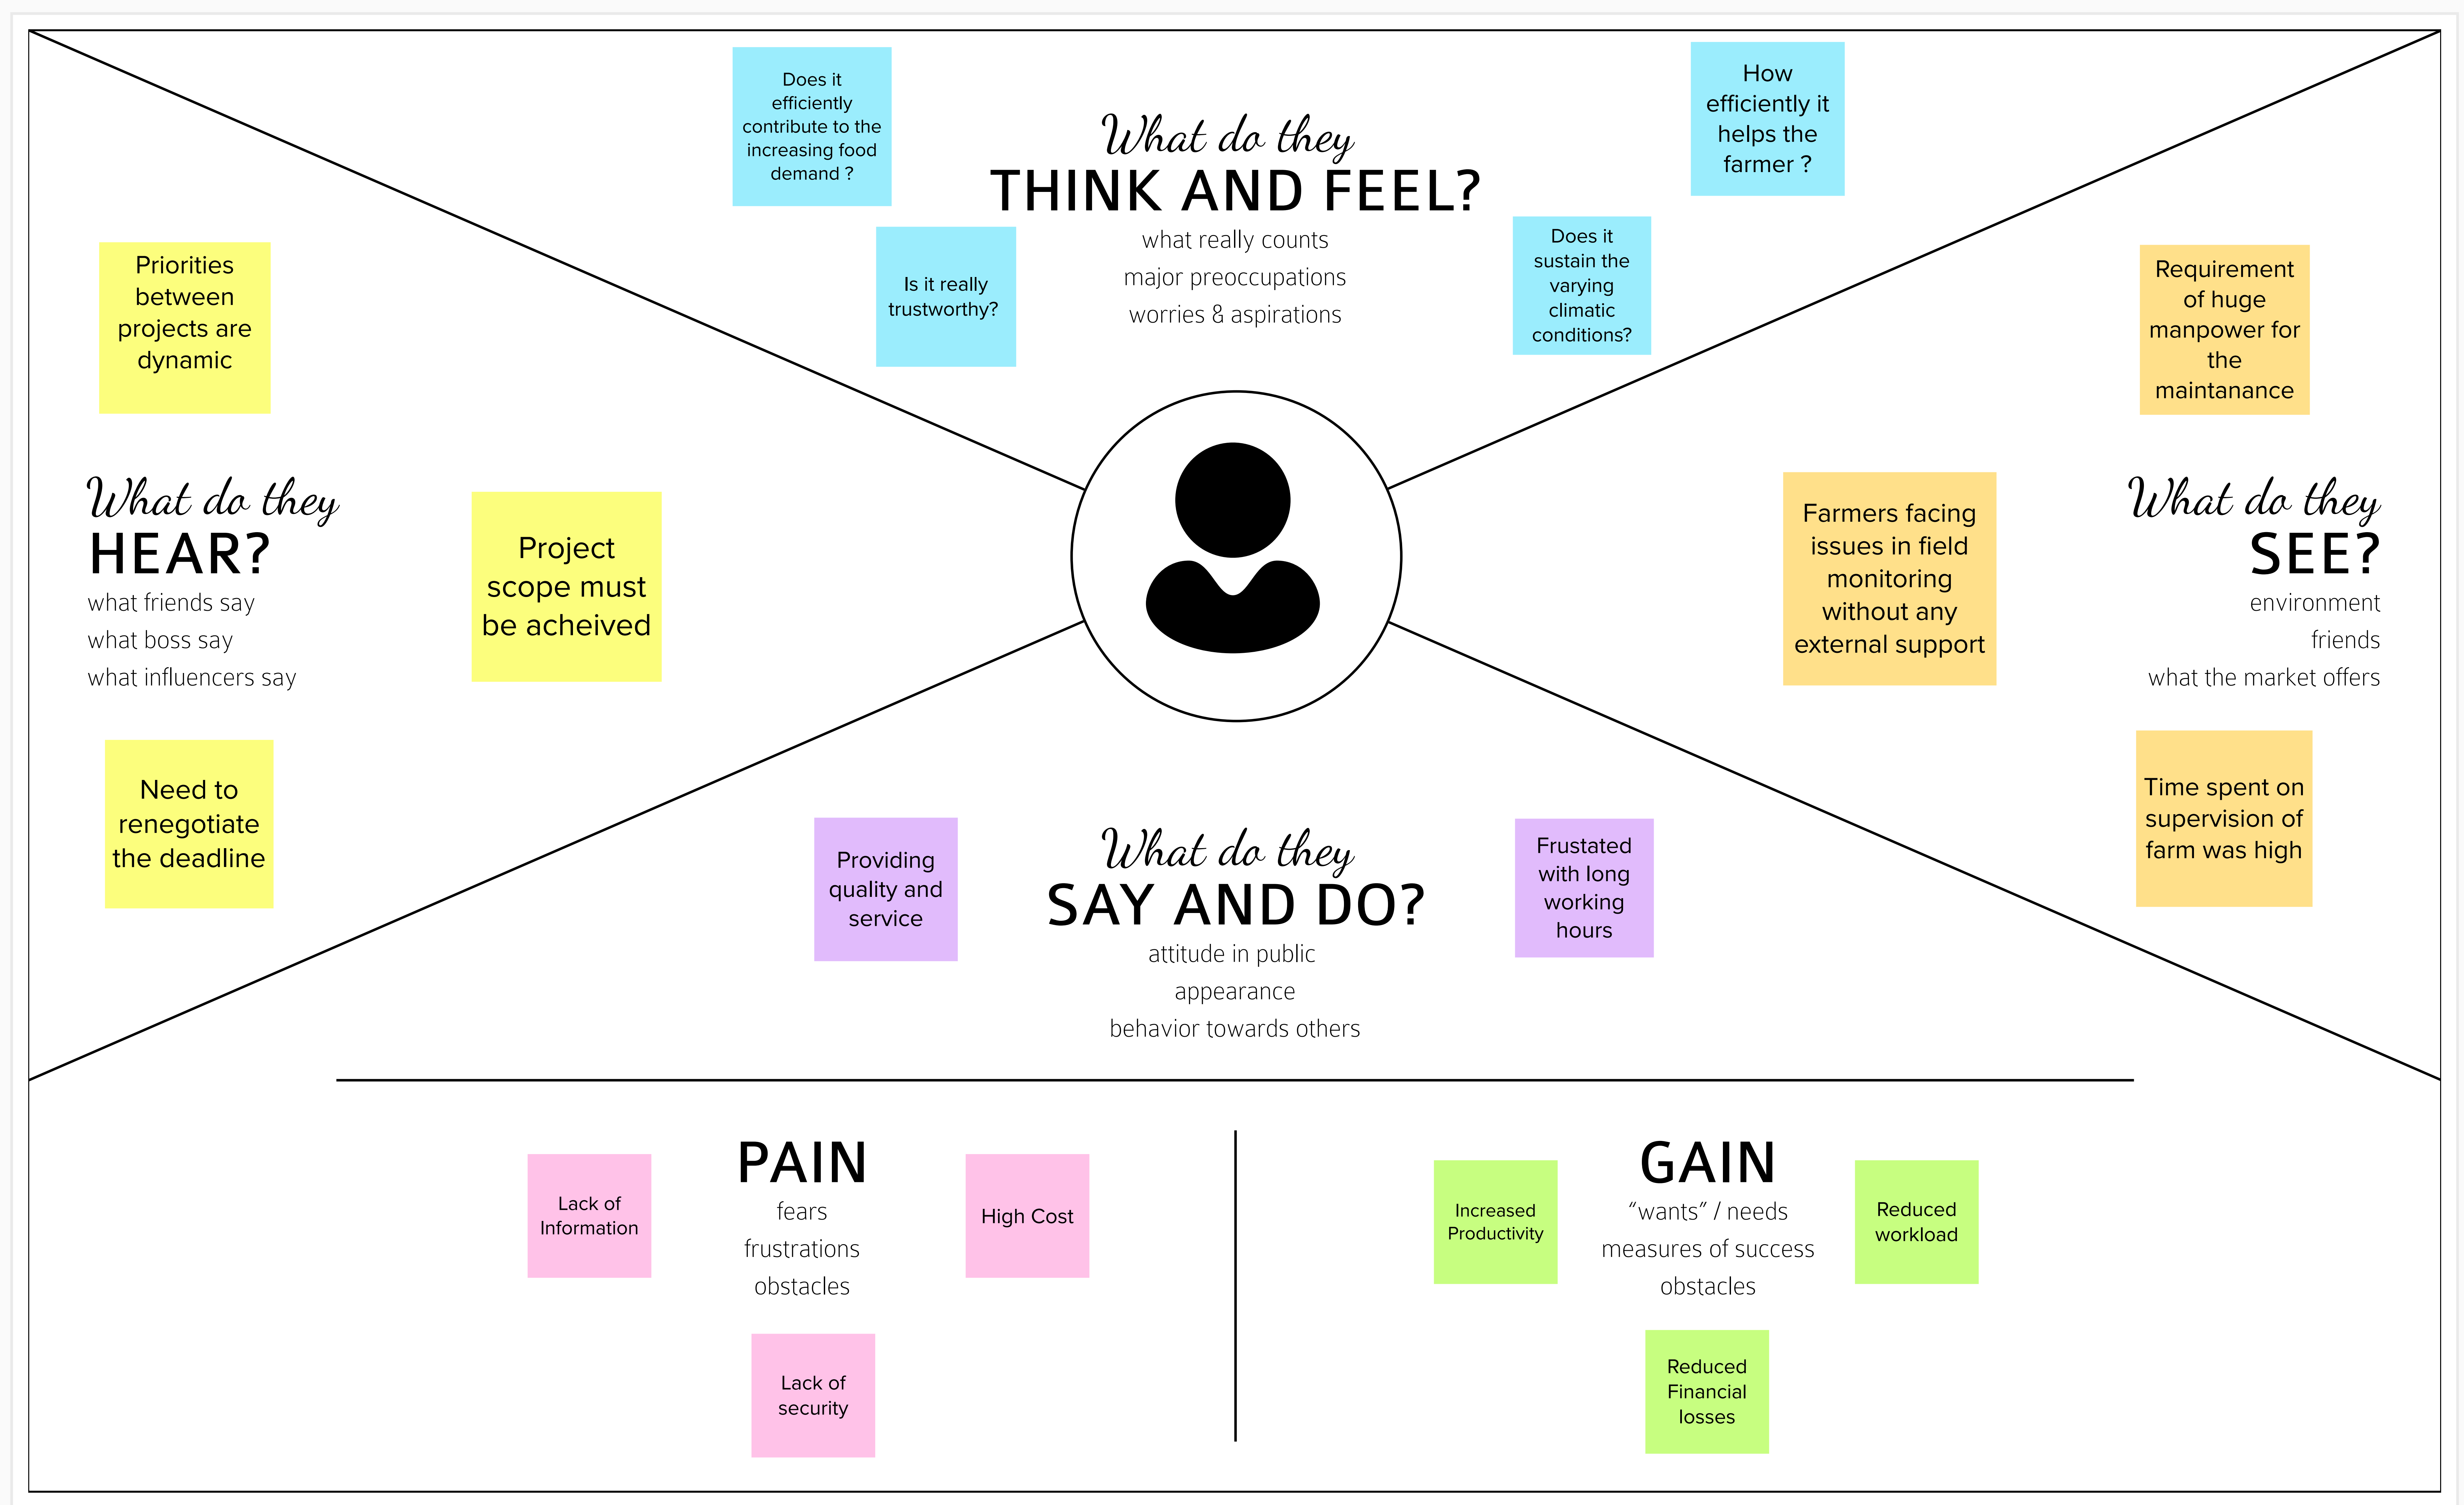 Does it
efficiently
contribute to the
increasing food
demand ?
Is it really
trustworthy?
What do they
THINK AND FEEL?
what really counts
major preoccupations
worries & aspirations
How
efficiently it
helps the
farmer ?
Does it
sustain the
varying
climatic
conditions?
Priorities
between
projects are
dynamic
What do they
HEAR?
what friends say
what boss say
what influencers say
Project
scope must
be acheived
Need to
renegotiate
the deadline
Requirement
of huge
manpower for
the
maintanance
Farmers facing
issues in field
monitoring
without any
external support
What do they
SEE?
environment
friends
what the market offers
Time spent on
supervision of
farm was high
Providing
quality and
service
What do they
SAY AND DO?
attitude in public
appearance
behavior towards others
Frustated
with long
working
hours
Lack of
Information
PAIN
fears
frustrations
obstacles
High Cost
Lack of
security
Increased
Productivity
GAIN
“wants” / needs
measures of success
obstacles
Reduced
workload
Reduced
Financial
losses